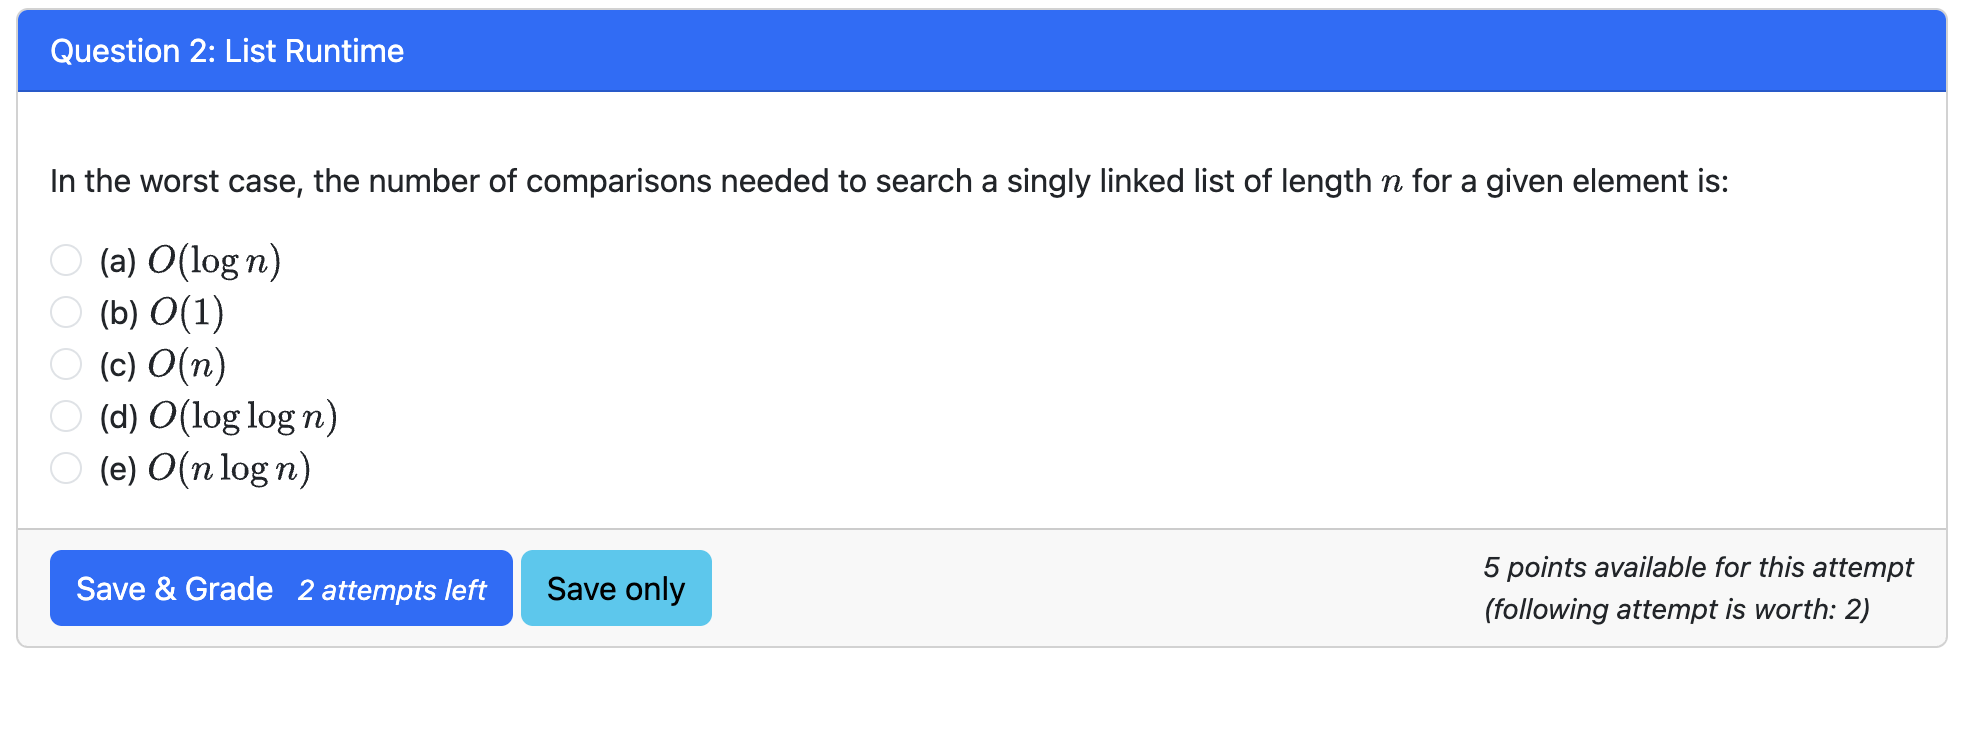 Question 2: List Runtime
In the worst case, the number of comparisons needed to search a singly linked list of length n for a given element is:
(a) O(log n)
(b) O(1)
(c) O(n)
(d) O(log log n)
(e) O(n log n)
Save & Grade 2 attempts left
Save only
5 points available for this attempt
(following attempt is worth: 2)